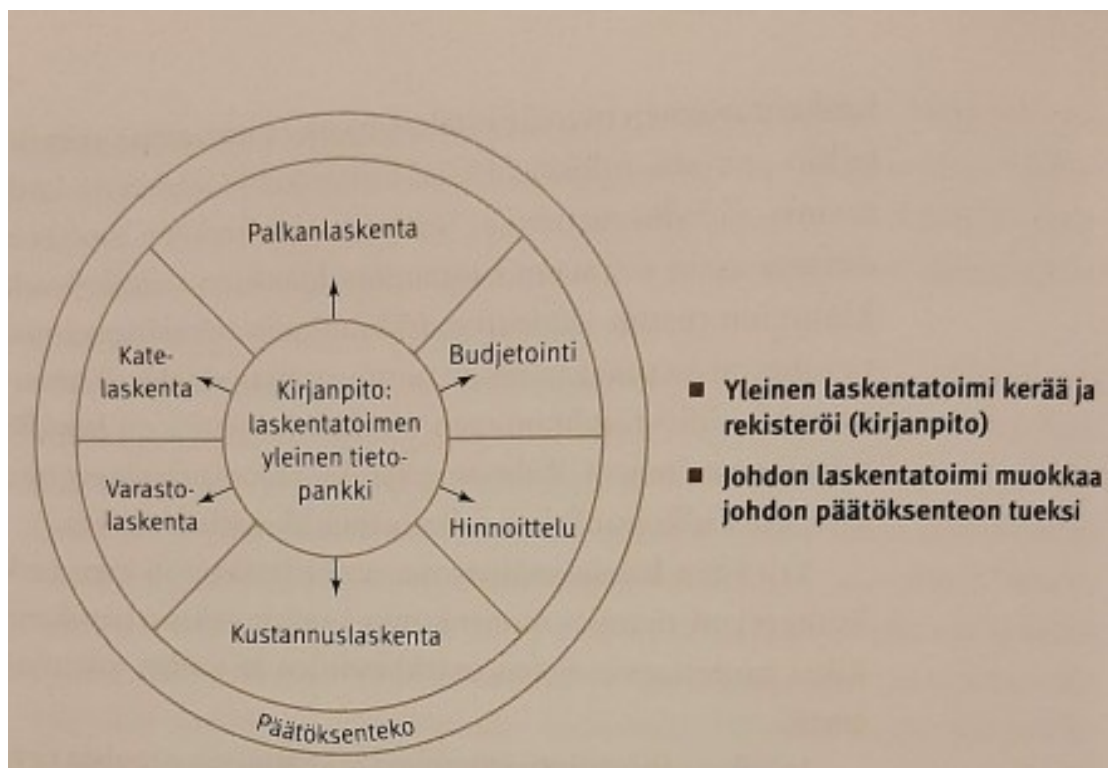 Palkanlaskenta
Kate-
laskenta
Budjetointi
Kirjanpito:
laskentatoimen
yleinen tieto-
pankki
Varasto-
laskenta
Hinnoittelu
Kustannuslaskenta
Päätöksenteko
■ Yleinen laskentatoimi kerää ja
rekisteröi (kirjanpito)
■ Johdon laskentatoimi muokkaa
johdon päätöksenteon tueksi